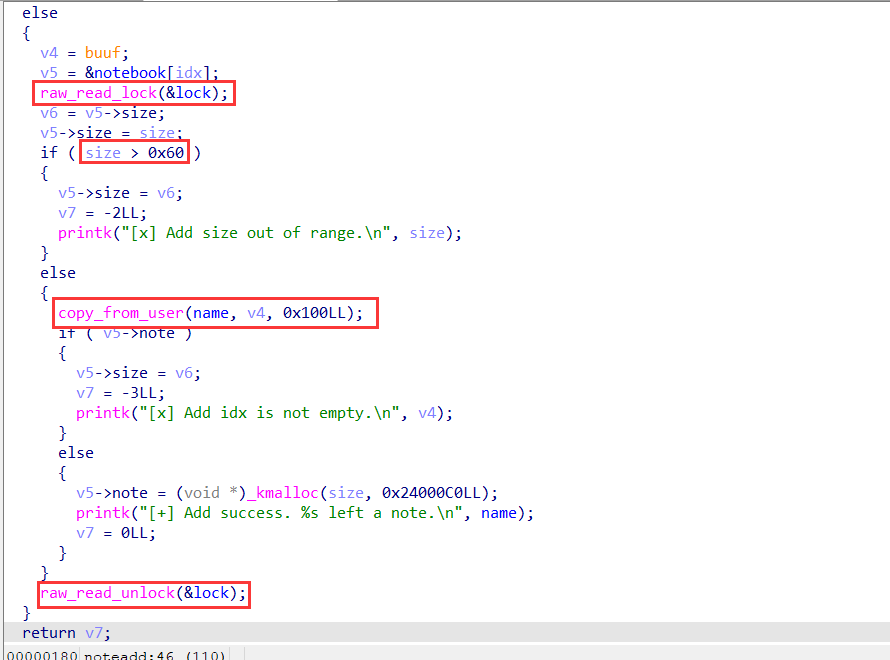 else
{
v4 = buuf;
v5 = &notebook[idx];
raw_read_lock(&lock);
v6 = v5->size;
v5->size = size;
if ( size > 0x60 )
{
v5->size = v6;
v7 = -2LL;
printk("[x] Add size out of range.\n", size);
}
else
{
copy_from_user(name, v4, 0x100LL);
if ( v5->note )
{
v5->size = v6;
v7 = -3LL;
printk("[x] Add idx is not empty.\n", v4);
}
else
{
v5->note = (void *)_kmalloc(size, 0x24000C0LL);
printk("[+] Add success. %s left a note.\n", name);
v7 = 0LL;
}
}
raw_read_unlock(&lock);
}
return v7;
00000180 noteadd:46 (110)